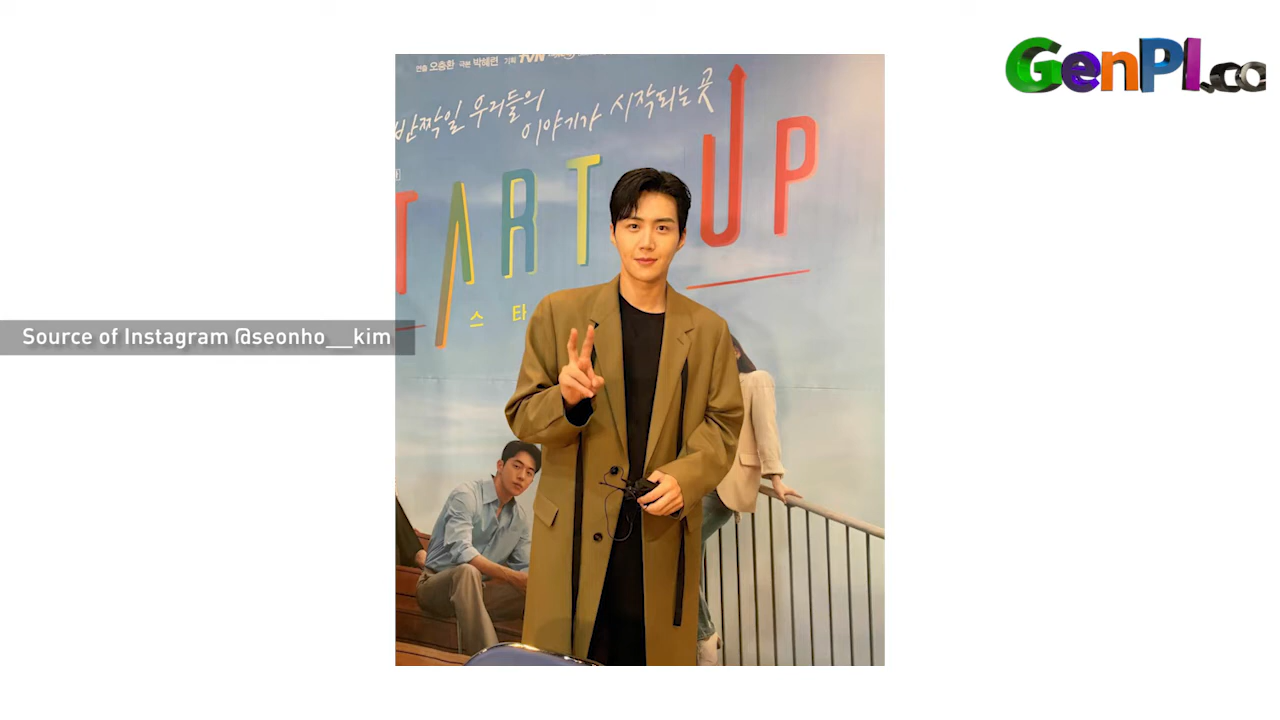 GenPI.co
연출 오충환 극본 박혜련 기획 tvN
반짝일 우리들의
이야기가 시작되는 곳
TART UP
스 타
Source of Instagram @seonho__kim